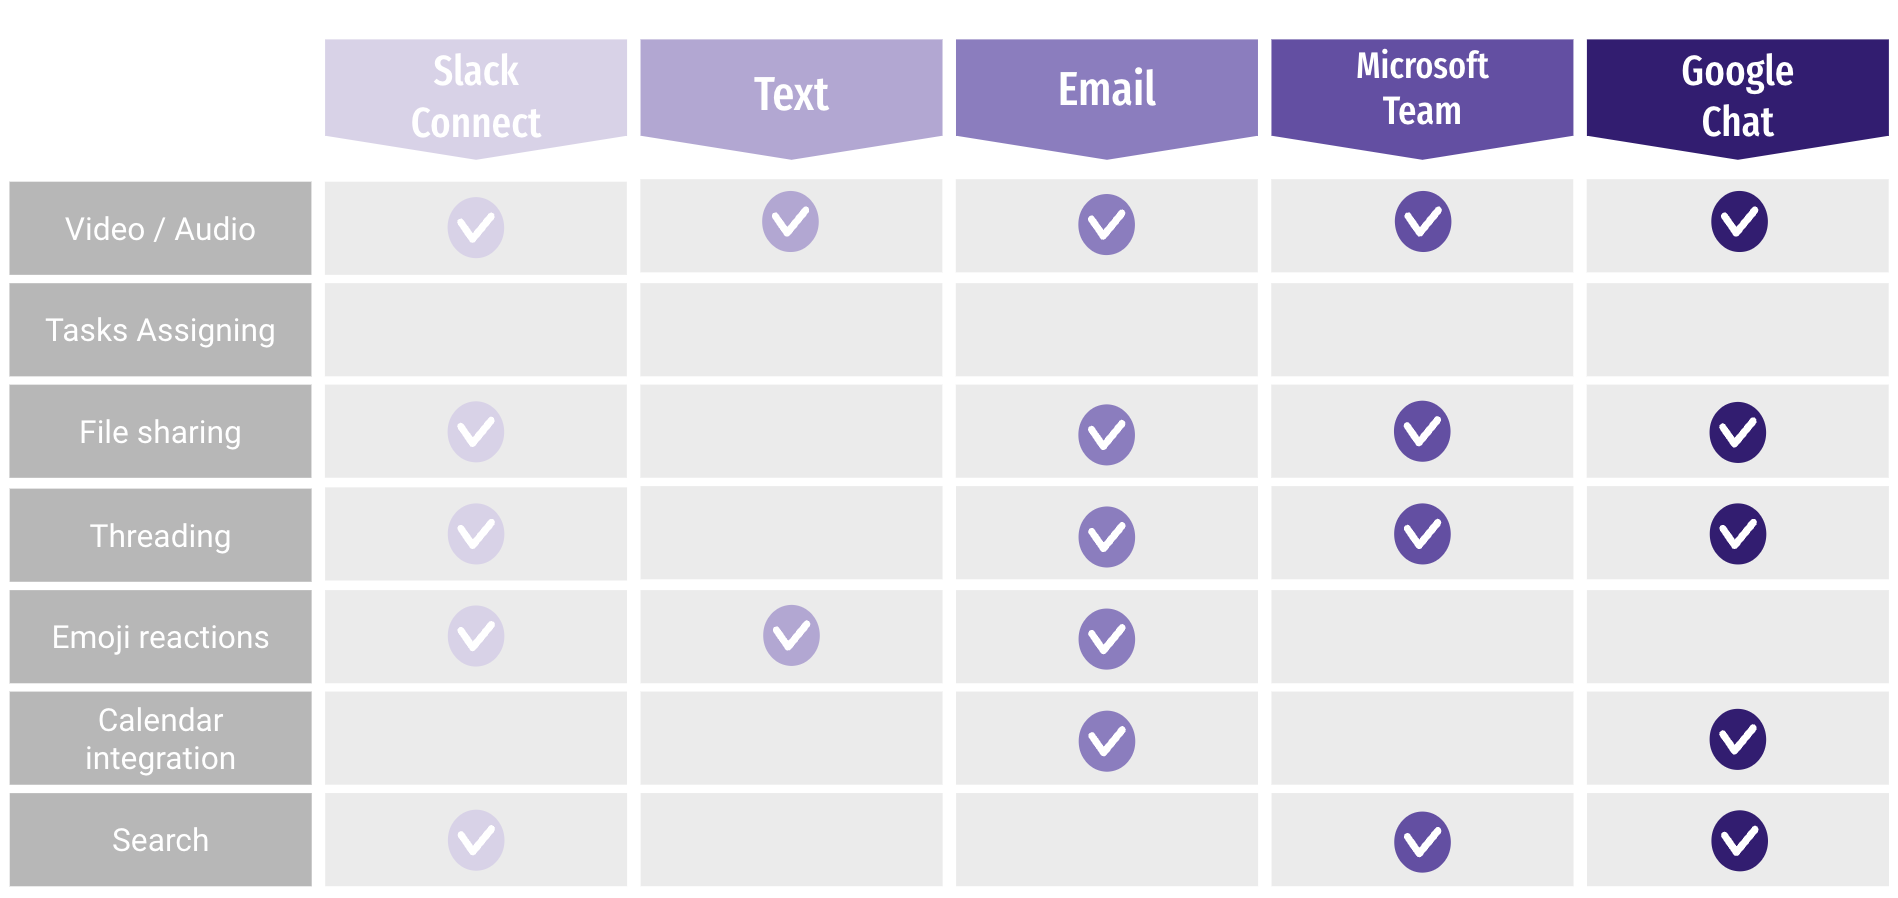 Slack
Connect
Text
Email
Microsoft
Team
Google
Chat
Video / Audio
Tasks Assigning
File sharing
Threading
Emoji reactions
Calendar
integration
Search